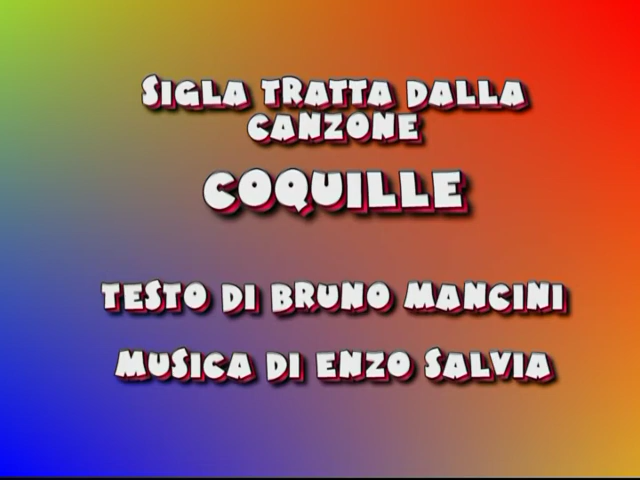 SIGLA TRATTA DALLA
CANZONE
COQUILLE
TESTO DI BRUNO MANCINI
MUSICA DI ENZO SALVIA